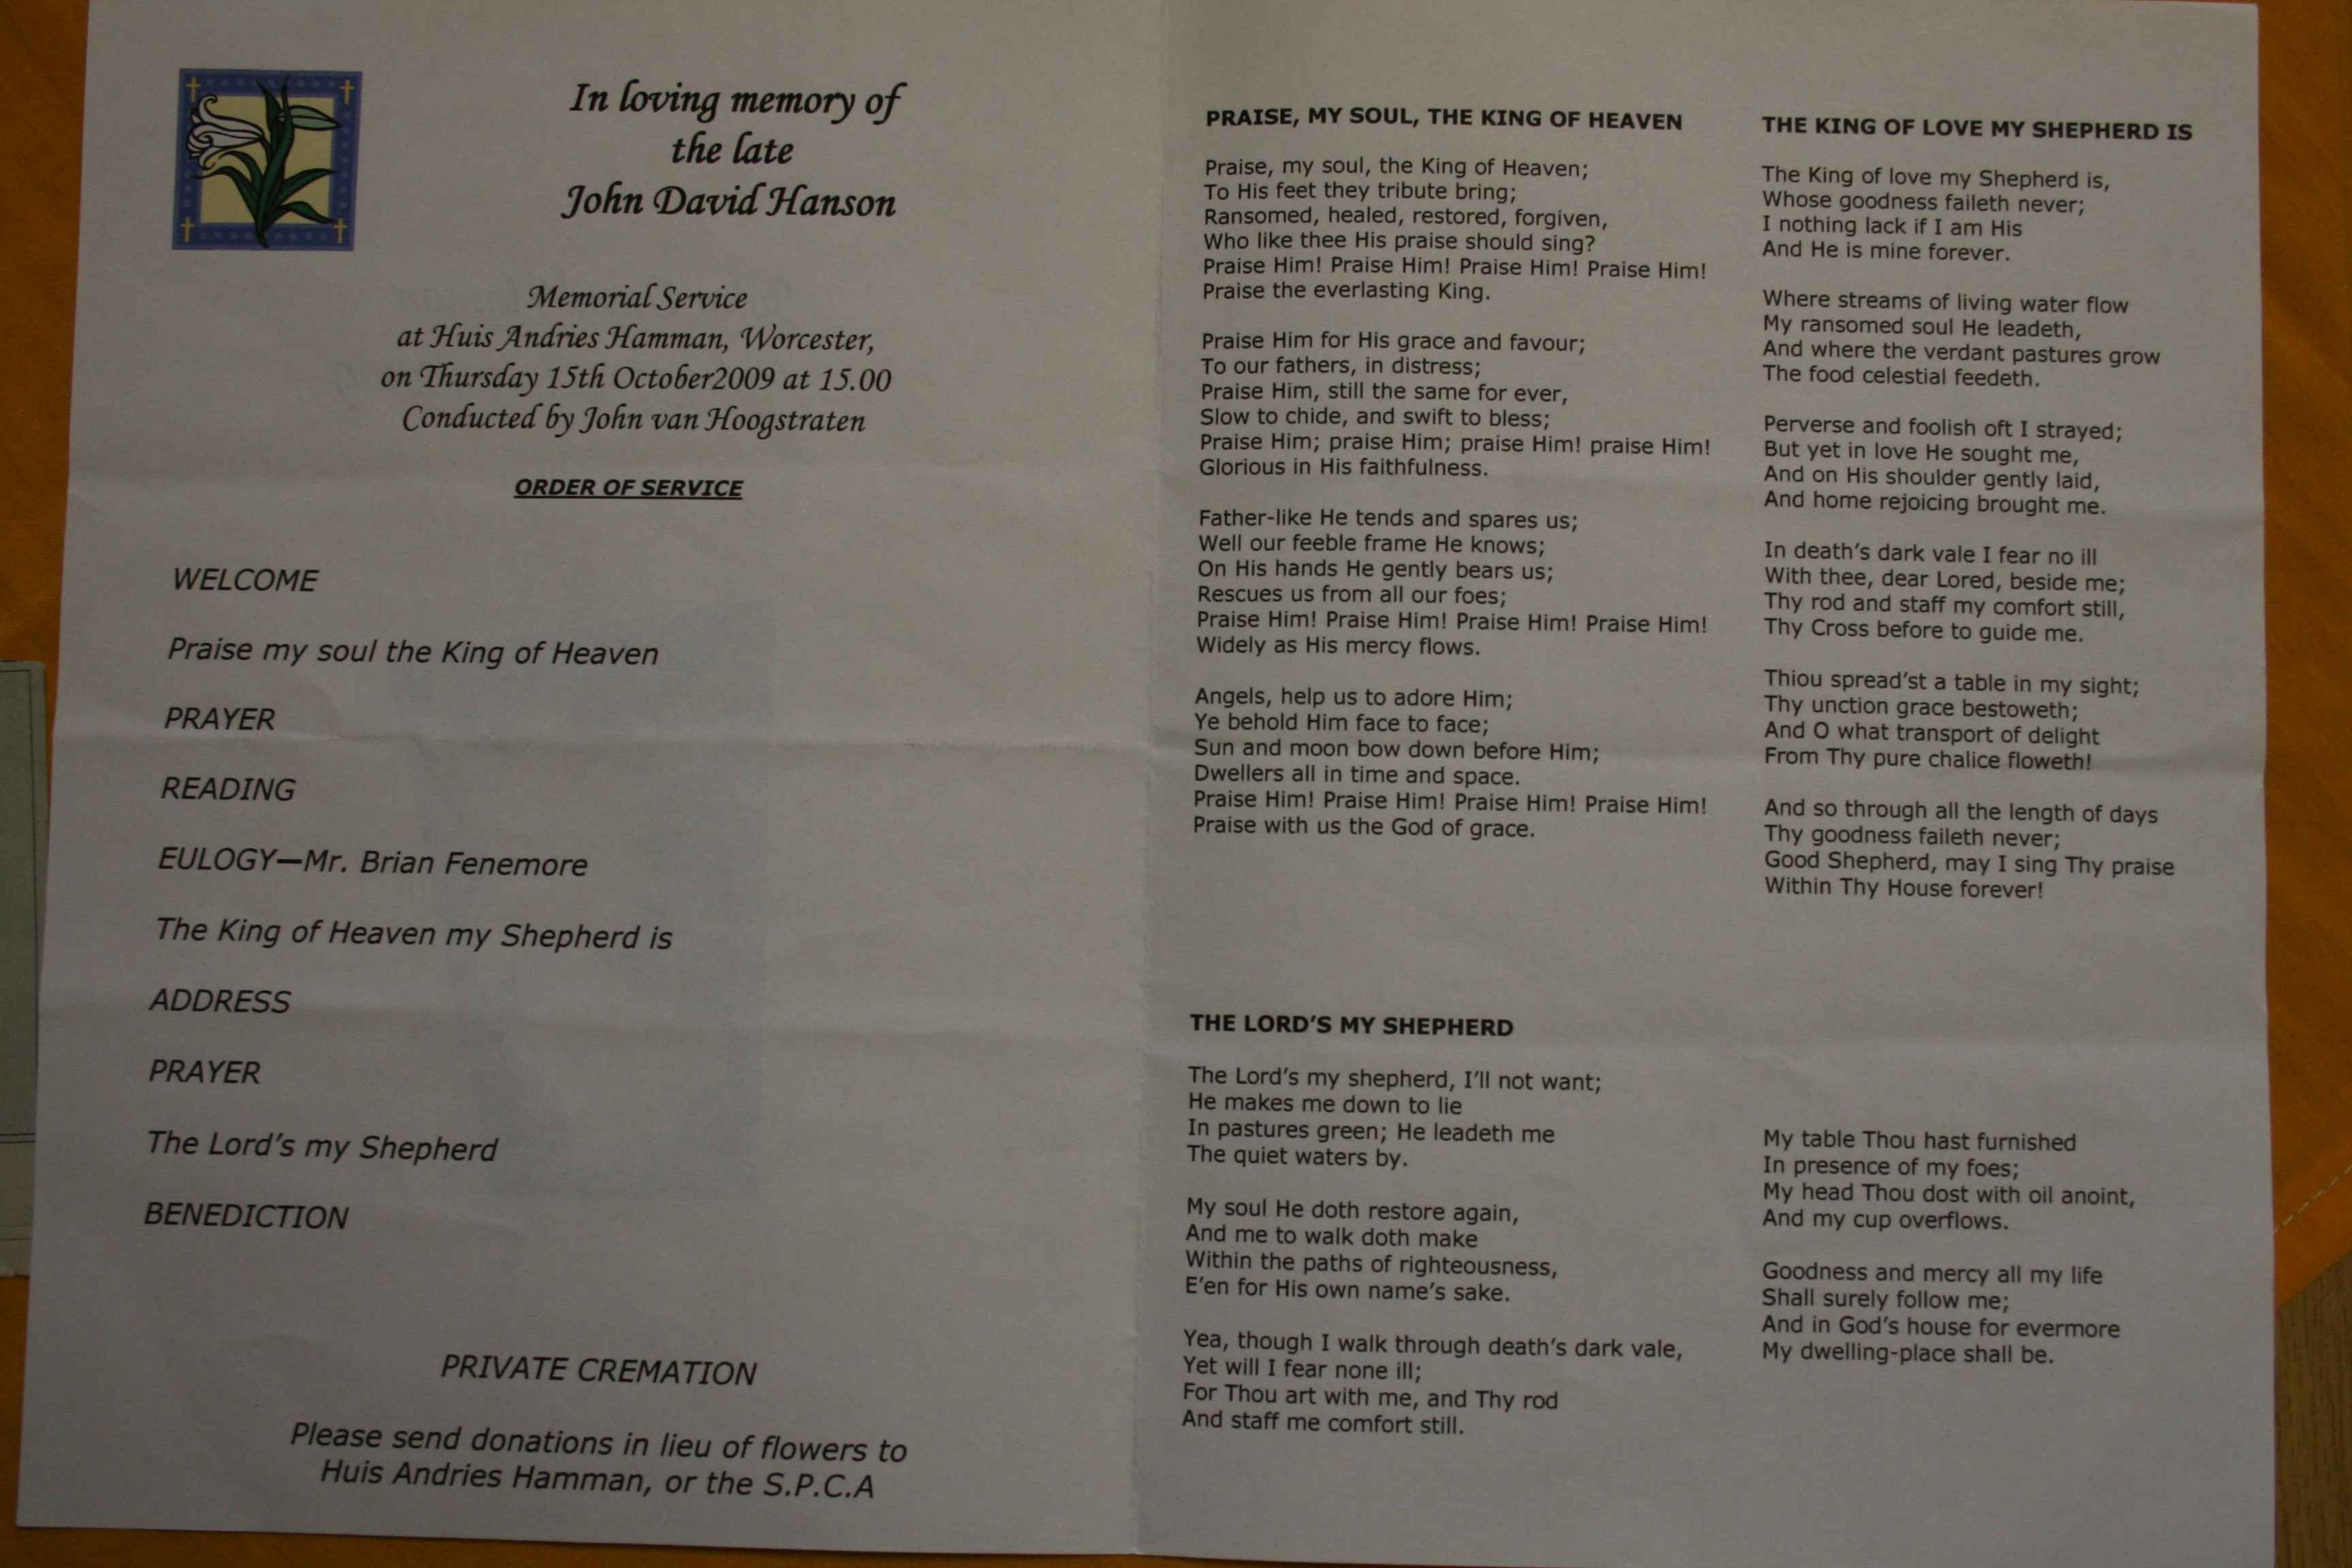 In loving memory of
the late
John David Hanson
Memorial Service
at Huis Andries Hamman, Worcester,
on Thursday 15th October2009 at 15.00
Conducted by John van Hoogstraten
ORDER OF SERVICE
WELCOME
Praise my soul the King of Heaven
PRAYER
READING
EULOGY—Mr. Brian Fenemore
The King of Heaven my Shepherd is
ADDRESS
PRAYER
The Lord's my Shepherd
BENEDICTION
PRIVATE CREMATION
Please send donations in lieu of flowers to
Huis Andries Hamman, or the S.P.C.A
PRAISE, MY SOUL, THE KING OF HEAVEN
Praise, my soul, the King of Heaven;
To His feet they tribute bring;
Ransomed, healed, restored, forgiven,
Who like thee His praise should sing?
Praise Him! Praise Him! Praise Him! Praise Him!
Praise the everlasting King.
Praise Him for His grace and favour;
To our fathers, in distress;
Praise Him, still the same for ever,
Slow to chide, and swift to bless;
Praise Him; praise Him; praise Him! praise Him!
Glorious in His faithfulness.
Father-like He tends and spares us;
Well our feeble frame He knows;
On His hands He gently bears us;
Rescues us from all our foes;
Praise Him! Praise Him! Praise Him! Praise Him!
Widely as His mercy flows.
Angels, help us to adore Him;
Ye behold Him face to face;
Sun and moon bow down before Him;
Dwellers all in time and space.
Praise Him! Praise Him! Praise Him! Praise Him!
Praise with us the God of grace.
THE KING OF LOVE MY SHEPHERD IS
The King of love my Shepherd is,
Whose goodness faileth never;
I nothing lack if I am His
And He is mine forever.
Where streams of living water flow
My ransomed soul He leadeth,
And where the verdant pastures grow
The food celestial feedeth.
Perverse and foolish oft I strayed;
But yet in love He sought me,
And on His shoulder gently laid,
And home rejoicing brought me.
In death's dark vale I fear no ill
With thee, dear Lored, beside me;
Thy rod and staff my comfort still,
Thy Cross before to guide me.
Thiou spread'st a table in my sight;
Thy unction grace bestoweth;
And O what transport of delight
From Thy pure chalice floweth!
And so through all the length of days
Thy goodness faileth never;
Good Shepherd, may I sing Thy praise
Within Thy House forever!
THE LORD'S MY SHEPHERD
The Lord's my shepherd, I'll not want;
He makes me down to lie
In pastures green; He leadeth me
The quiet waters by.
My soul He doth restore again,
And me to walk doth make
Within the paths of righteousness,
E'en for His own name's sake.
Yea, though I walk through death's dark vale,
Yet will I fear none ill;
For Thou art with me, and Thy rod
And staff me comfort still.
My table Thou hast furnished
In presence of my foes;
My head Thou dost with oil anoint,
And my cup overflows.
Goodness and mercy all my life
Shall surely follow me;
And in God's house for evermore
My dwelling-place shall be.